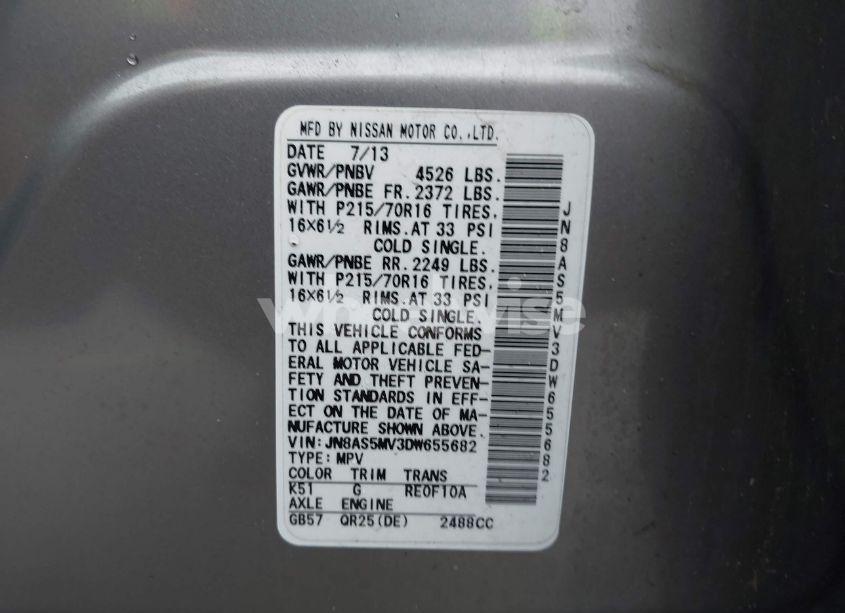 MFD BY NISSAN MOTOR CO.,LTD.
DATE 7/13
GVWR/PNBV 4526 LBS.
GAWR/PNBE FR. 2372 LBS.
WITH P215/70R16 TIRES,
16X6½ RIMS. AT 33 PSI
COLD SINGLE.
GAWR/PNBE RR. 2249 LBS.
WITH P215/70R16 TIRES,
16X6½ RIMS. AT 33 PSI
COLD SINGLE.
THIS VEHICLE CONFORMS
TO ALL APPLICABLE FED-
ERAL MOTOR VEHICLE SA-
FETY AND THEFT PREVEN-
TION STANDARDS IN EFF-
ECT ON THE DATE OF MA-
NUFACTURE SHOWN ABOVE.
VIN: JN8AS5MV3DW655682
TYPE: MPV
COLOR TRIM TRANS
K51 G RE0F10A
AXLE ENGINE
GB57 QR25(DE) 2488CC
JN8AS5MV3DW655682